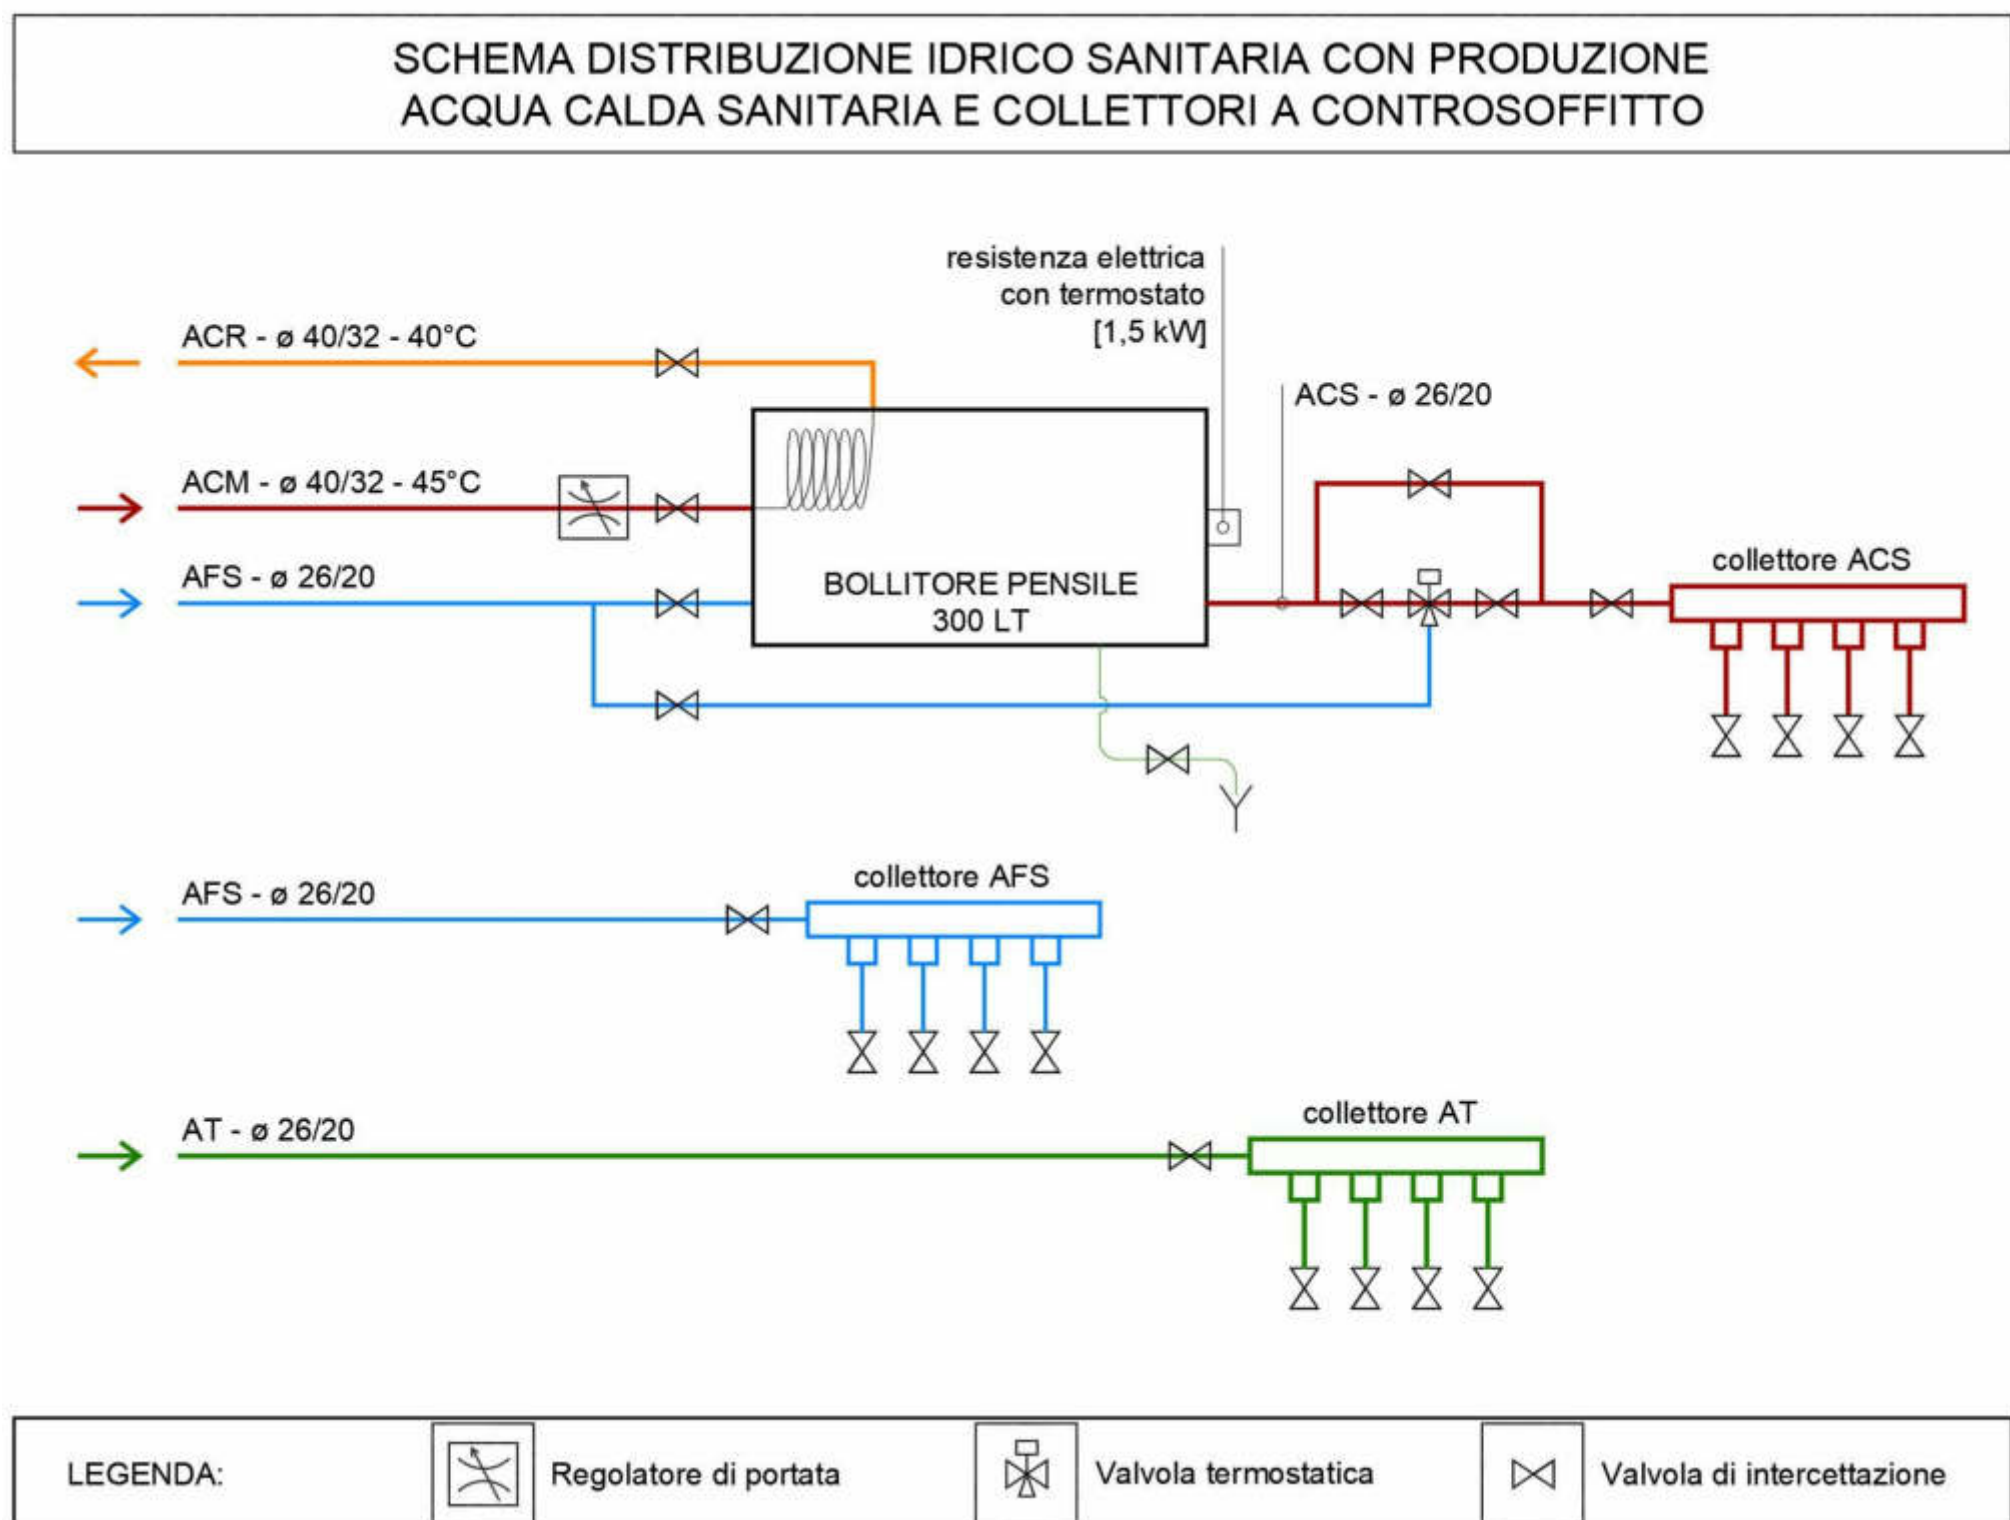 SCHEMA DISTRIBUZIONE IDRICO SANITARIA CON PRODUZIONE
ACQUA CALDA SANITARIA E COLLETTORI A CONTROSOFFITTO
resistenza elettrica
con termostato
[1,5 kW]
ACR - ø 40/32 - 40°C
ACS - ø 26/20
ACM - ø 40/32 - 45°C
collettore ACS
AFS - ø 26/20
BOLLITORE PENSILE
300 LT
collettore AFS
AFS - ø 26/20
collettore AT
AT - ø 26/20
LEGENDA:
Regolatore di portata
Valvola termostatica
Valvola di intercettazione